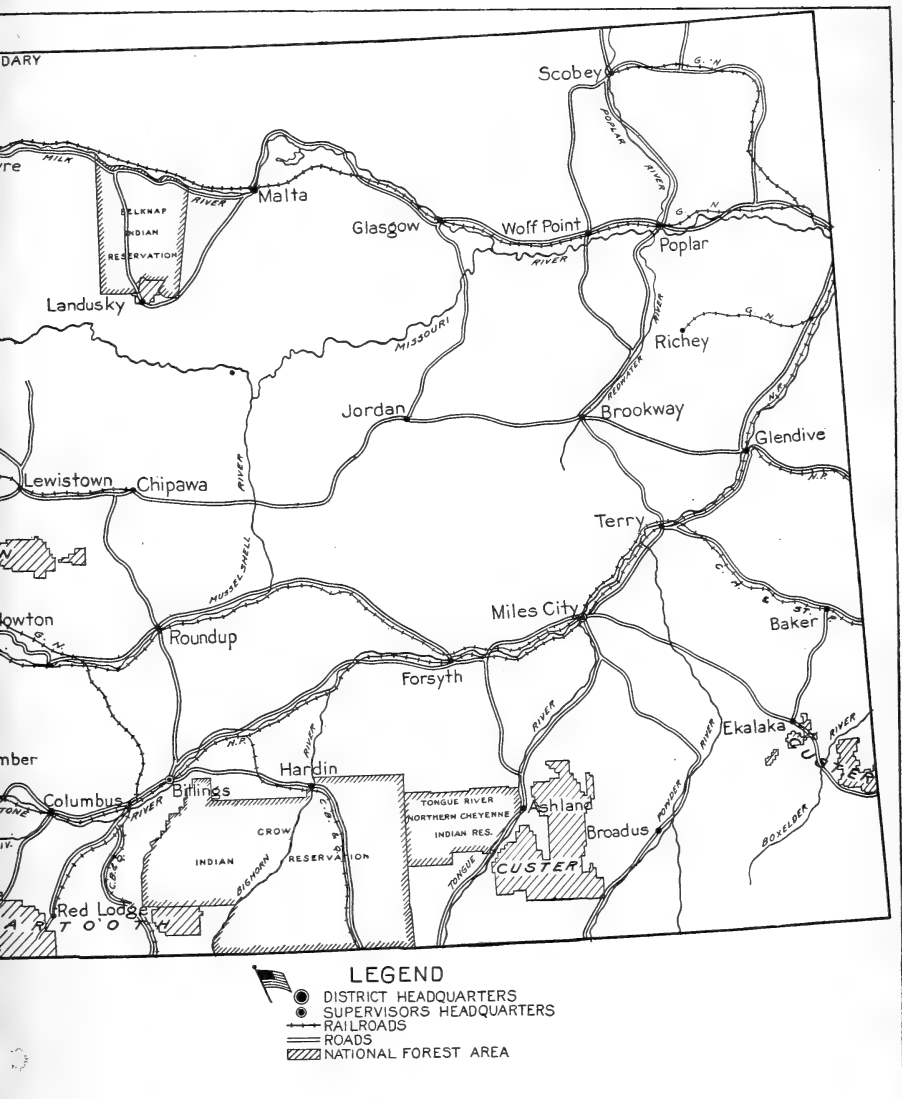 DARY
Scobey
G. N
POPLAR
RIVER
MILK
RIVER
Malta
BELKNAP
INDIAN
RESERVATION
Glasgow
Woff Point
G. N
Poplar
RIVER
Landusky
MISSOURI
RIVER
Richey
G. N
N.P.
REDWATER
Jordan
Brookway
Glendive
N.P.
Lewistown
Chipawa
RIVER
Terry
N
MUSSELSHELL
C. M. & ST. P.
Miles City
Baker
G. N.
Roundup
Forsyth
RIVER
RIVER
Ekalaka
RIVER
N.P.
RIVER
Hardin
Billings
Columbus
RIVER
TONGUE RIVER
NORTHERN CHEYENNE
INDIAN RES.
Ashland
C.B. & Q.
CROW
INDIAN
RESERVATION
BIGHORN
Broadus
POWDER
BOXELDER
CUSTER
TONGUE
C.B.& Q.
Red Lodge
ARTOOTH
LEGEND
DISTRICT HEADQUARTERS
SUPERVISORS HEADQUARTERS
RAILROADS
ROADS
NATIONAL FOREST AREA